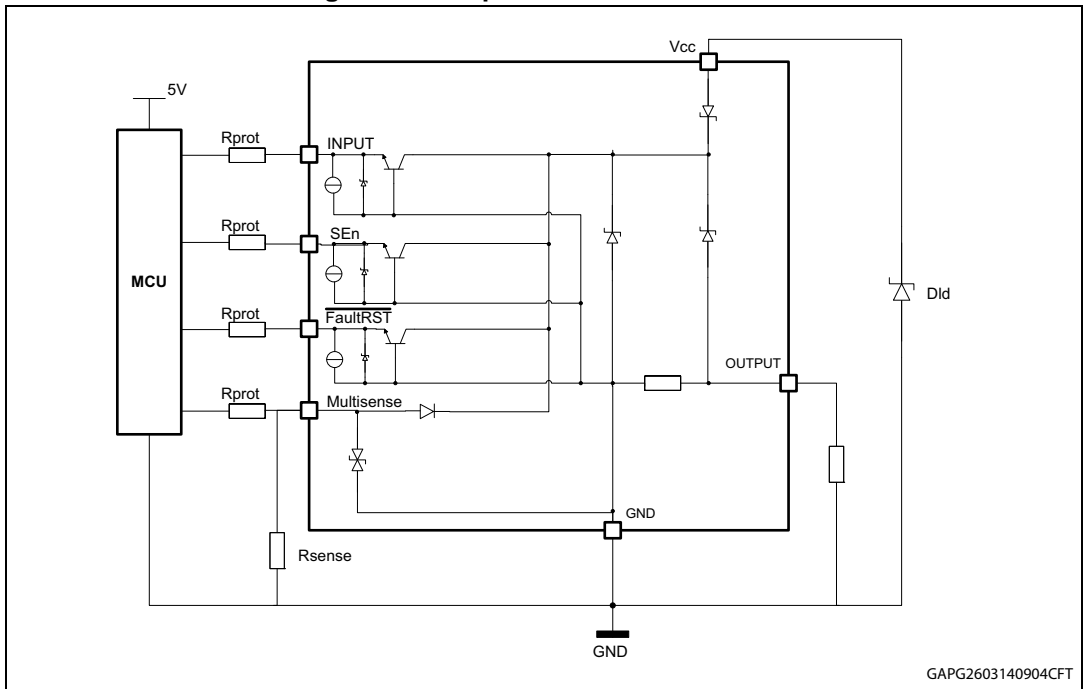 Vcc
5V
Rprot
INPUT
Rprot
SEn
MCU
Dld
Rprot
FaultRST
OUTPUT
Rprot
Multisense
GND
Rsense
GND
GAPG2603140904CFT